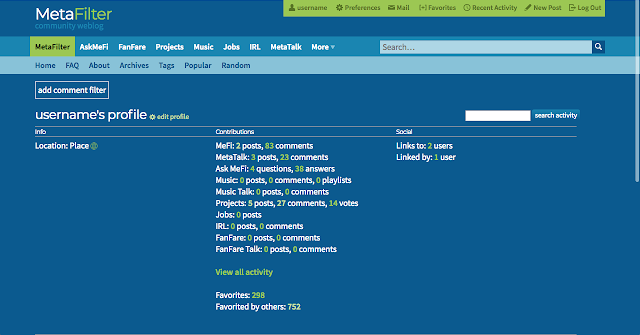 MetaFilter
community weblog
username Preferences Mail Favorites Recent Activity New Post Log Out
MetaFilter AskMeFi FanFare Projects Music Jobs IRL MetaTalk More
Search...
Home FAQ About Archives Tags Popular Random
add comment filter
username's profile edit profile
search activity
Info Contributions Social
Location: Place
MeFi: 2 posts, 83 comments
MetaTalk: 3 posts, 23 comments
Ask MeFi: 4 questions, 38 answers
Music: 0 posts, 0 comments, 0 playlists
Music Talk: 0 posts, 0 comments
Projects: 5 posts, 27 comments, 14 votes
Jobs: 0 posts
IRL: 0 posts, 0 comments
FanFare: 0 posts, 0 comments
FanFare Talk: 0 posts, 0 comments
View all activity
Favorites: 298
Favorited by others: 752
Links to: 2 users
Linked by: 1 user